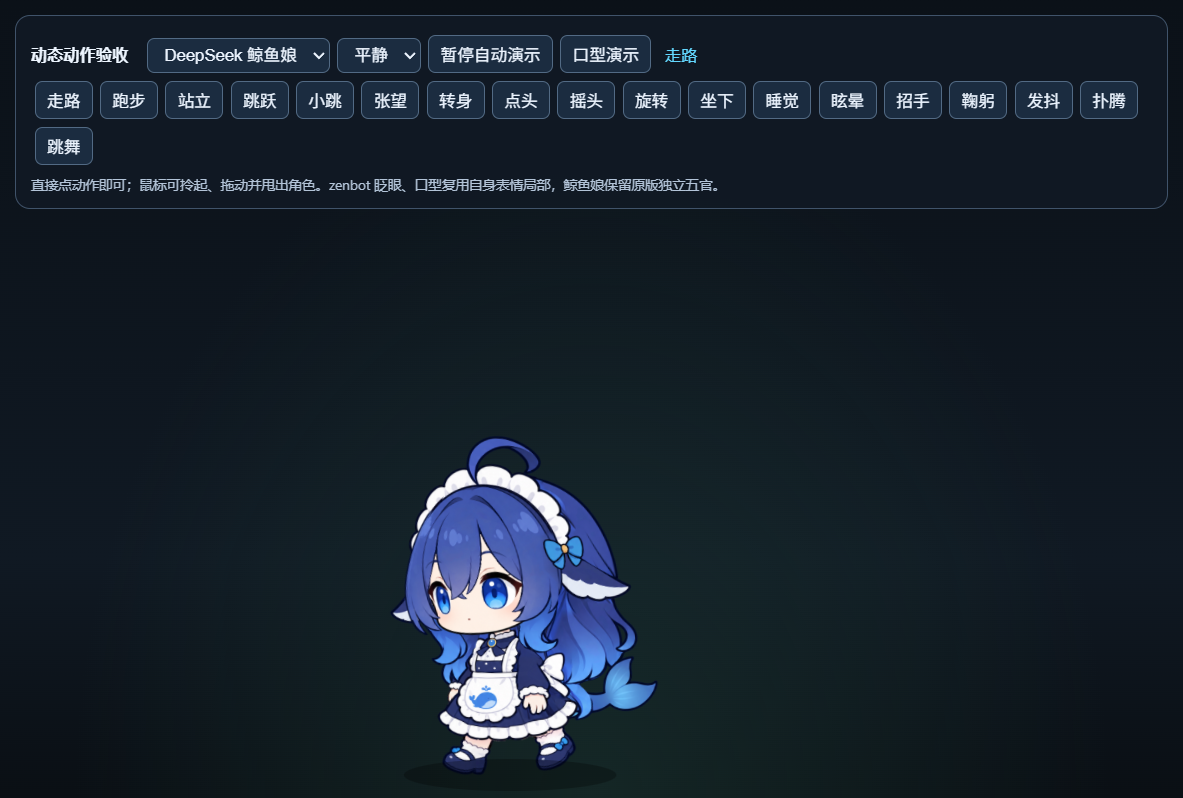 动态动作验收 DeepSeek 鲸鱼娘 平静 暂停自动演示 口型演示 走路
走路 跑步 站立 跳跃 小跳 张望 转身 点头 摇头 旋转 坐下 睡觉 眩晕 招手 鞠躬 发抖 扑腾
跳舞
直接点动作即可；鼠标可拎起、拖动并甩出角色。zenbot 眨眼、口型复用自身表情局部，鲸鱼娘保留原版独立五官。